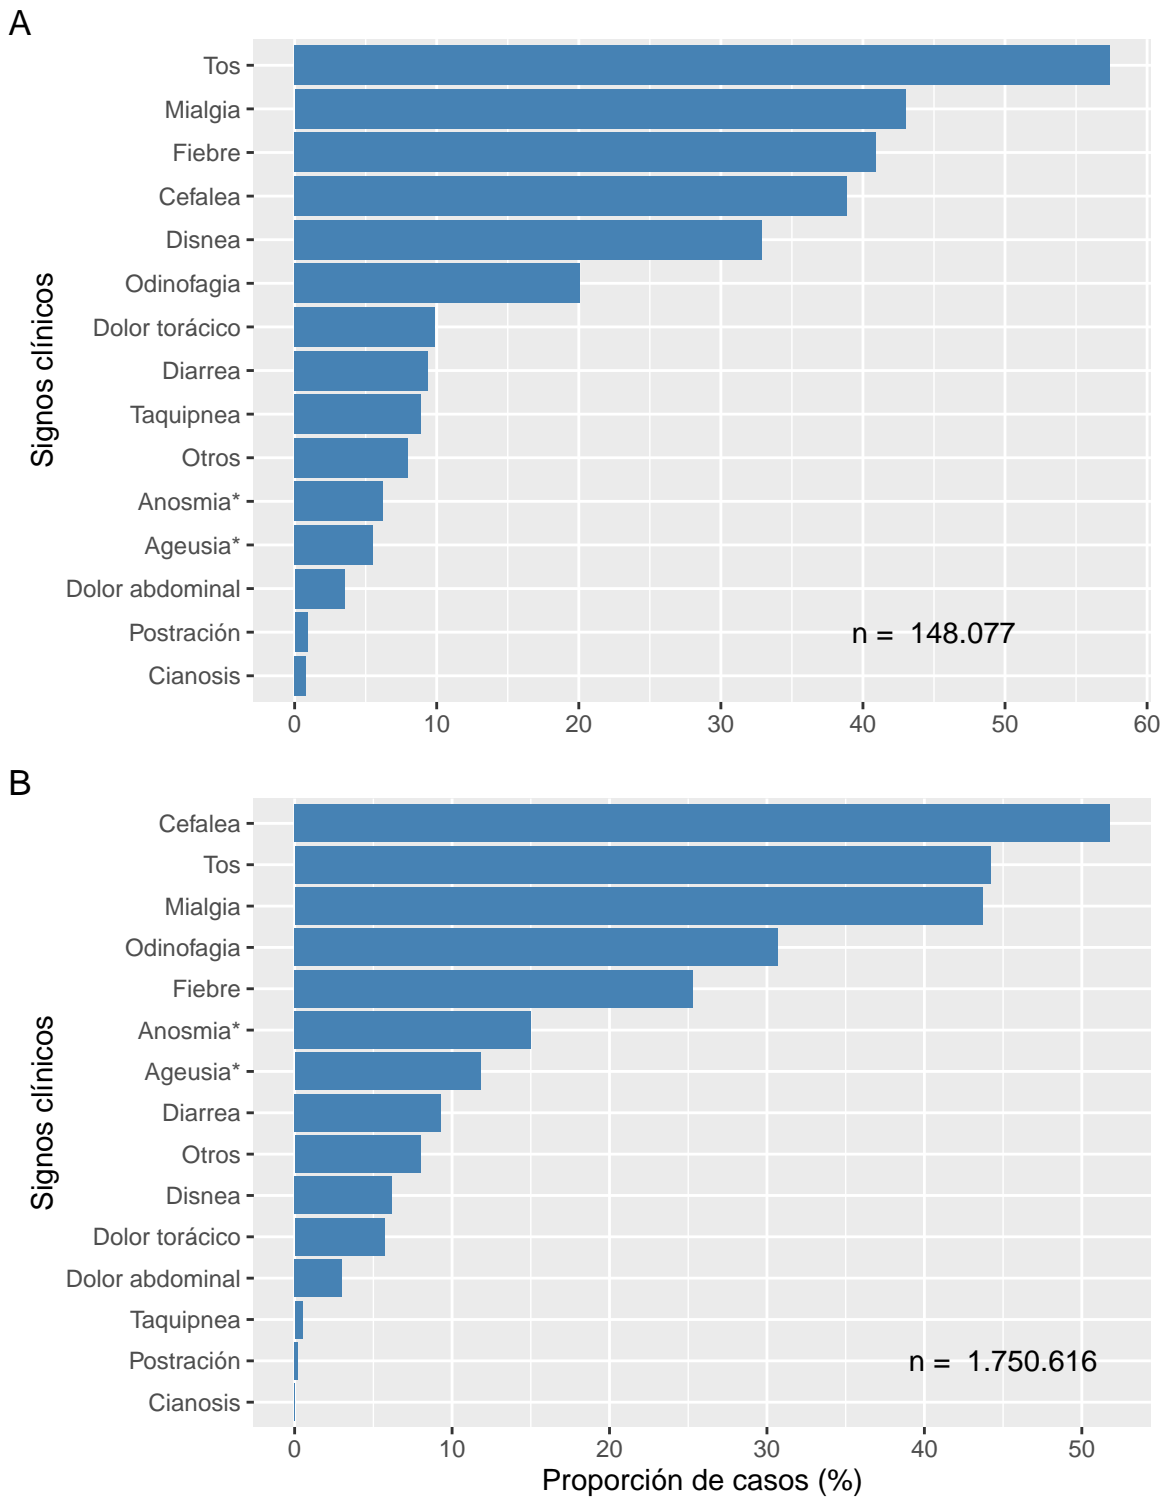 A
Signos clínicos
Tos
Mialgia
Fiebre
Cefalea
Disnea
Odinofagia
Dolor torácico
Diarrea
Taquipnea
Otros
Anosmia*
Ageusia*
Dolor abdominal
Postración
Cianosis
n = 148.077
0 10 20 30 40 50 60
B
Signos clínicos
Cefalea
Tos
Mialgia
Odinofagia
Fiebre
Anosmia*
Ageusia*
Diarrea
Otros
Disnea
Dolor torácico
Dolor abdominal
Taquipnea
Postración
Cianosis
n = 1.750.616
0 10 20 30 40 50
Proporción de casos (%)